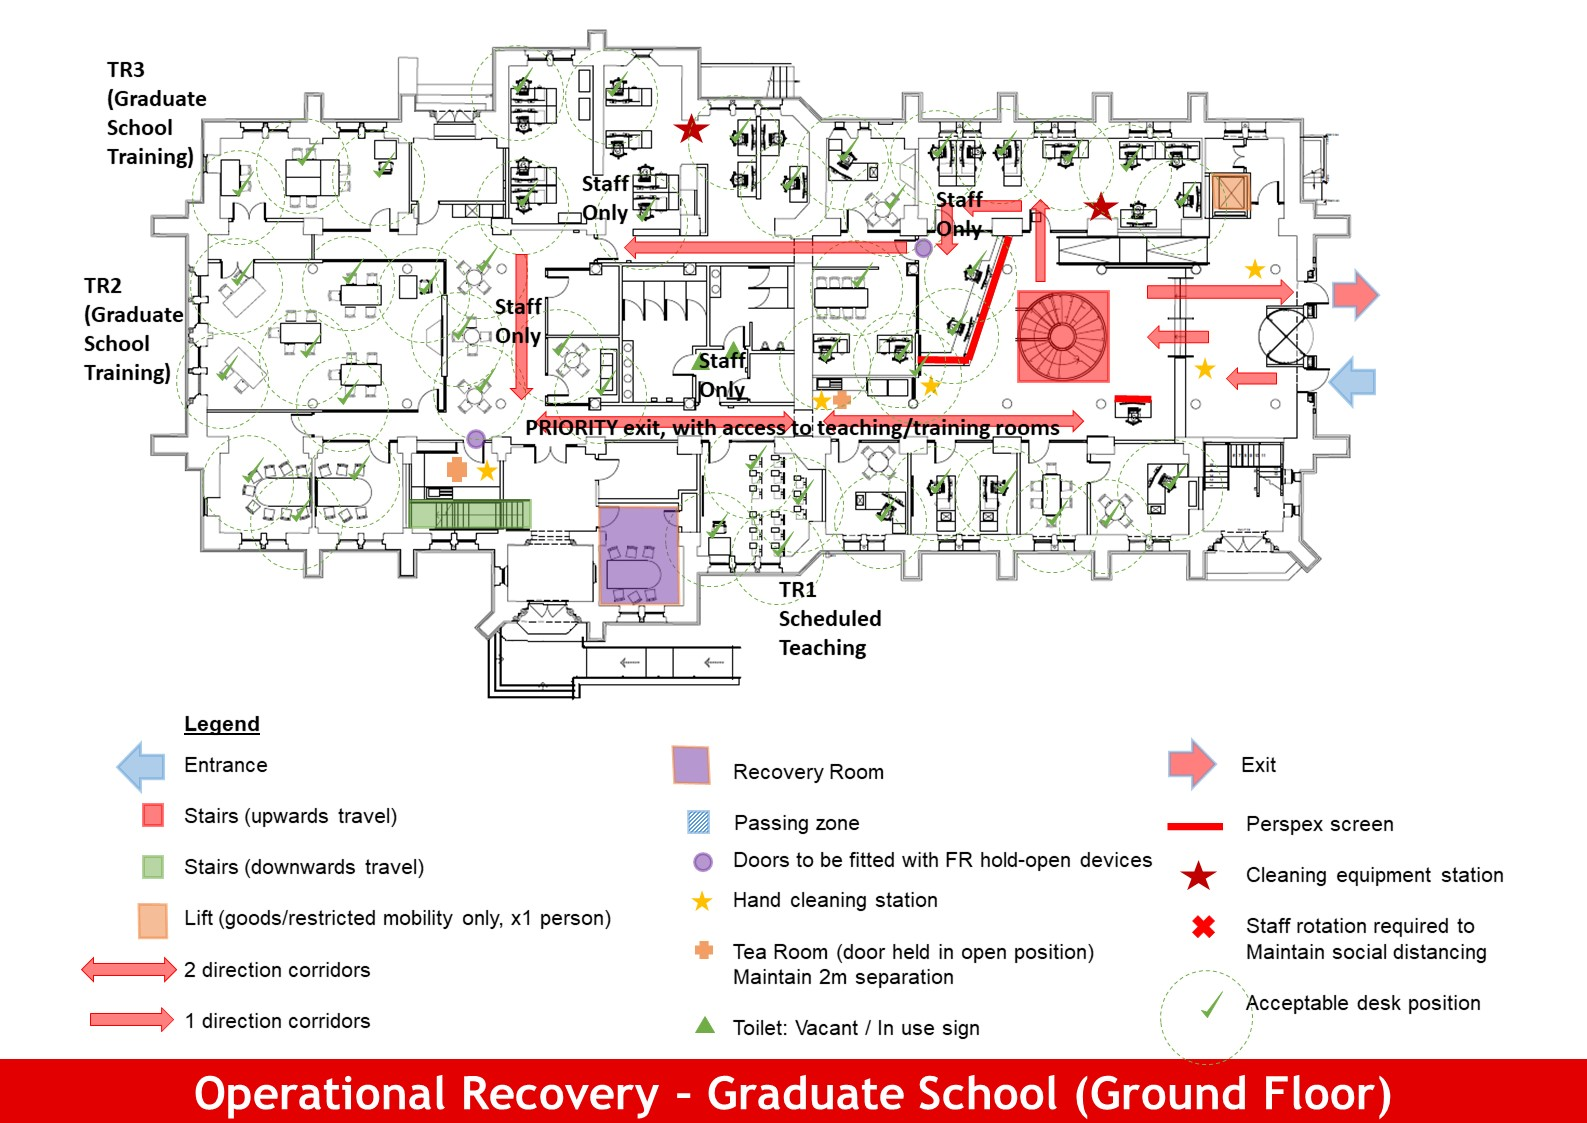 TR3
(Graduate
School
Training)
Staff
Only
Staff
Only
TR2
(Graduate
School
Training)
Staff
Only
Staff
Only
PRIORITY exit, with access to teaching/training rooms
TR1
Scheduled
Teaching
Legend
Entrance
Stairs (upwards travel)
Stairs (downwards travel)
Lift (goods/restricted mobility only, x1 person)
2 direction corridors
1 direction corridors
Recovery Room
Passing zone
Doors to be fitted with FR hold-open devices
Hand cleaning station
Tea Room (door held in open position)
Maintain 2m separation
Toilet: Vacant / In use sign
Exit
Perspex screen
Cleaning equipment station
Staff rotation required to
Maintain social distancing
Acceptable desk position
Operational Recovery – Graduate School (Ground Floor)